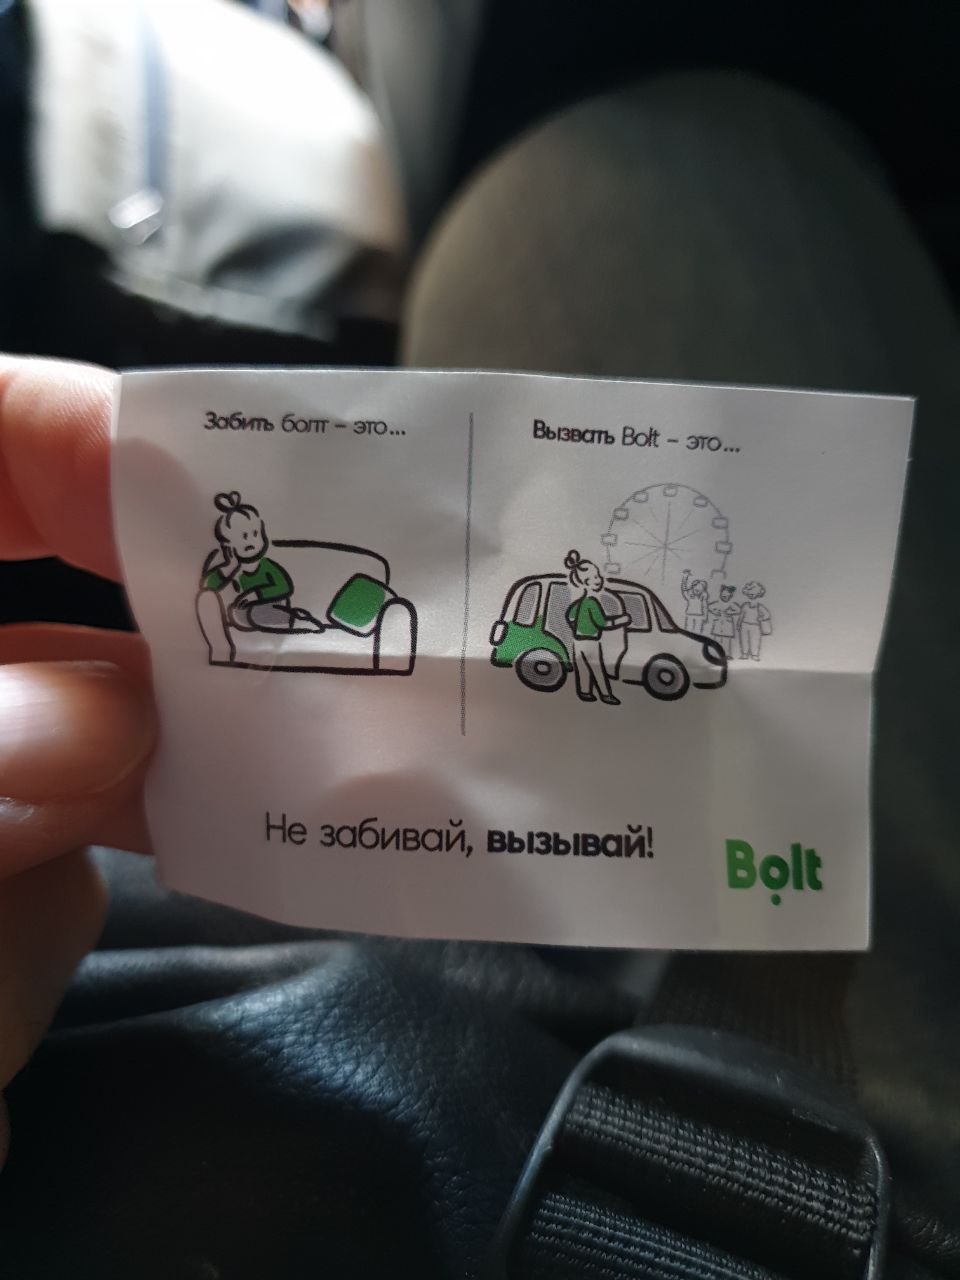 Забить болт – это...
Вызвать Bolt – это...
Не забивай, вызывай!
Bolt